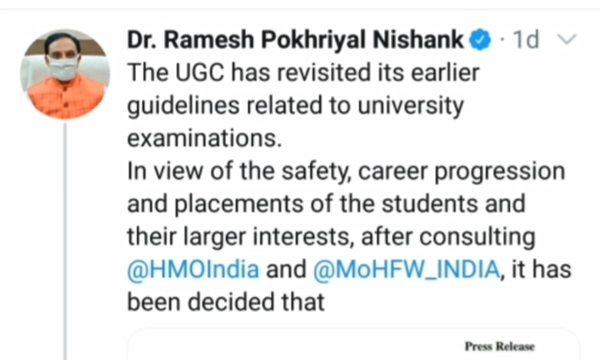 Dr. Ramesh Pokhriyal Nishank · 1d
The UGC has revisited its earlier
guidelines related to university
examinations.
In view of the safety, career progression
and placements of the students and
their larger interests, after consulting
@HMOIndia and @MoHFW_INDIA, it has
been decided that
Press Release